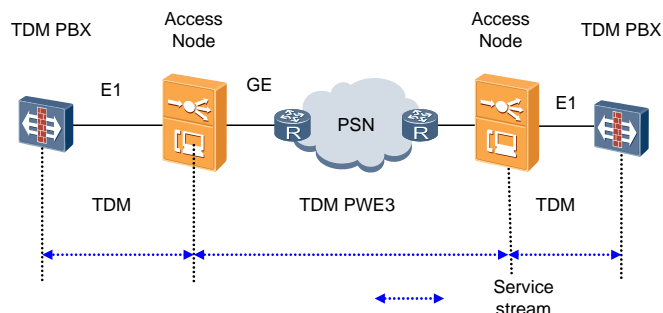 TDM PBX
Access
Node
Access
Node
TDM PBX
E1
GE
R
PSN
R
E1
TDM
TDM PWE3
TDM
Service
stream